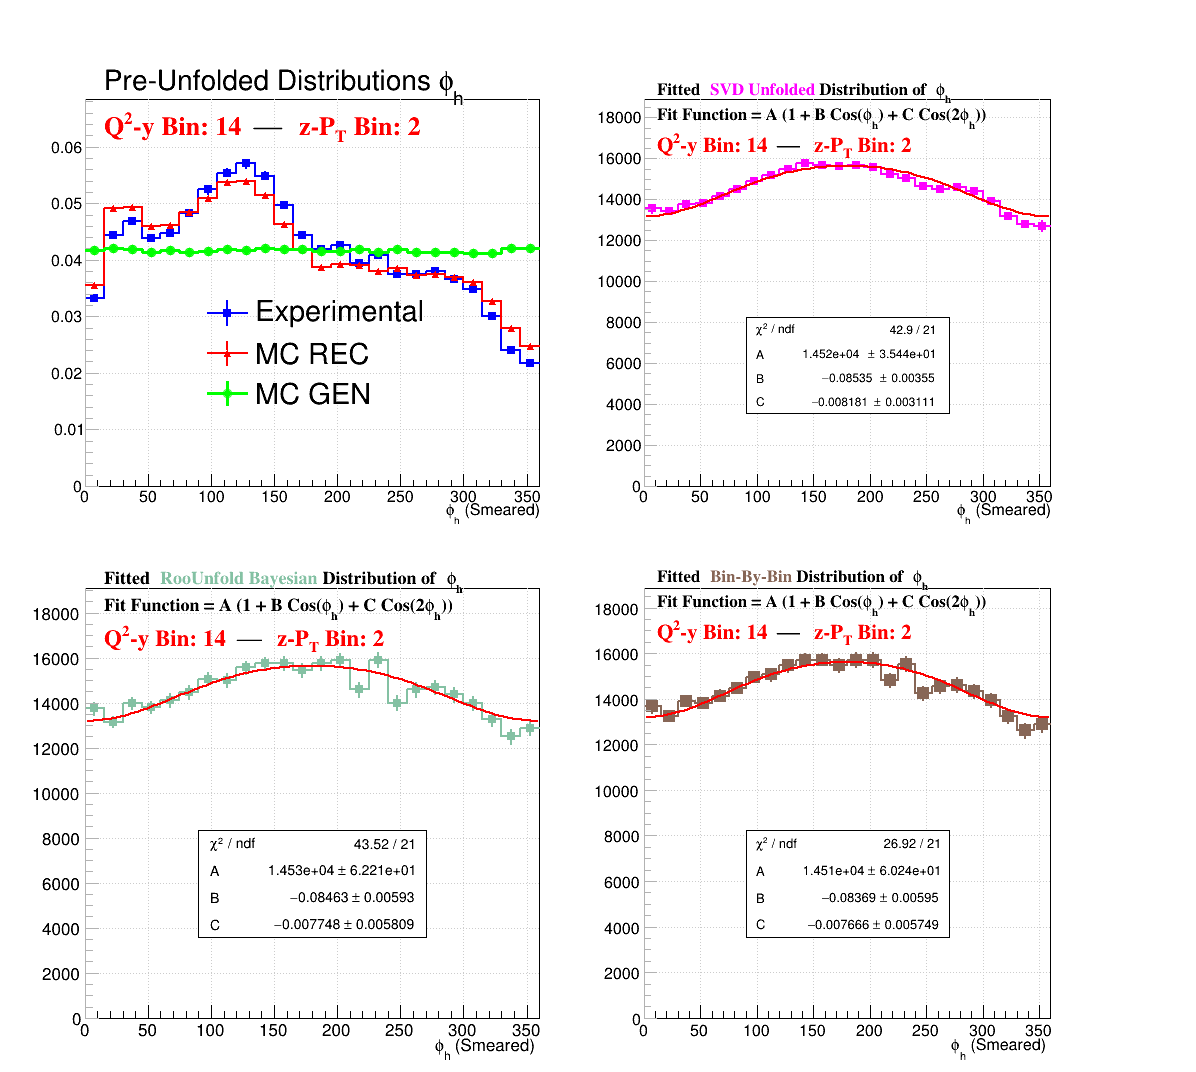 Pre-Unfolded Distributions ϕh
Q²-y Bin: 14 — z-PT Bin: 2
0.06
0.05
0.04
0.03
0.02
0.01
0
Experimental
MC REC
MC GEN
0 50 100 150 200 250 300 350
ϕh (Smeared)
Fitted SVD Unfolded Distribution of ϕh
Fit Function = A (1 + B Cos(ϕh) + C Cos(2ϕh))
Q²-y Bin: 14 — z-PT Bin: 2
18000
16000
14000
12000
10000
8000
6000
4000
2000
0
χ² / ndf 42.9 / 21
A 1.452e+04 ± 3.544e+01
B −0.08535 ± 0.00355
C −0.008181 ± 0.003111
0 50 100 150 200 250 300 350
ϕh (Smeared)
Fitted RooUnfold Bayesian Distribution of ϕh
Fit Function = A (1 + B Cos(ϕh) + C Cos(2ϕh))
Q²-y Bin: 14 — z-PT Bin: 2
18000
16000
14000
12000
10000
8000
6000
4000
2000
0
χ² / ndf 43.52 / 21
A 1.453e+04 ± 6.221e+01
B −0.08463 ± 0.00593
C −0.007748 ± 0.005809
0 50 100 150 200 250 300 350
ϕh (Smeared)
Fitted Bin-By-Bin Distribution of ϕh
Fit Function = A (1 + B Cos(ϕh) + C Cos(2ϕh))
Q²-y Bin: 14 — z-PT Bin: 2
18000
16000
14000
12000
10000
8000
6000
4000
2000
0
χ² / ndf 26.92 / 21
A 1.451e+04 ± 6.024e+01
B −0.08369 ± 0.00595
C −0.007666 ± 0.005749
0 50 100 150 200 250 300 350
ϕh (Smeared)